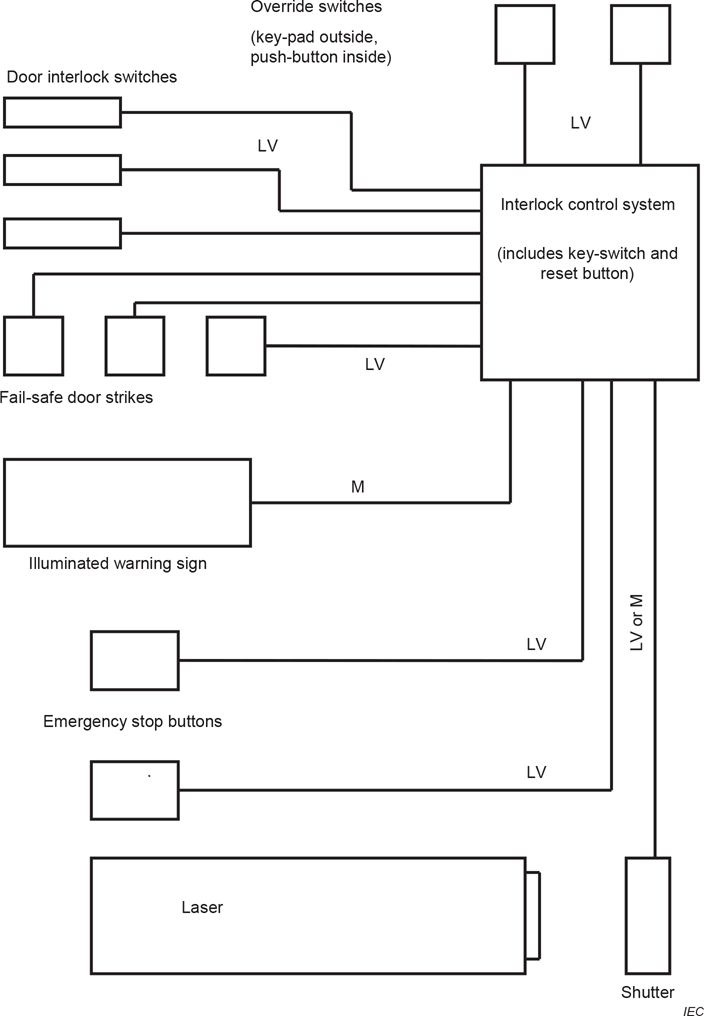 Override switches
(key-pad outside,
push-button inside)
Door interlock switches
LV
LV
Interlock control system
(includes key-switch and
reset button)
LV
Fail-safe door strikes
M
Illuminated warning sign
LV or M
LV
Emergency stop buttons
LV
Laser
Shutter
IEC